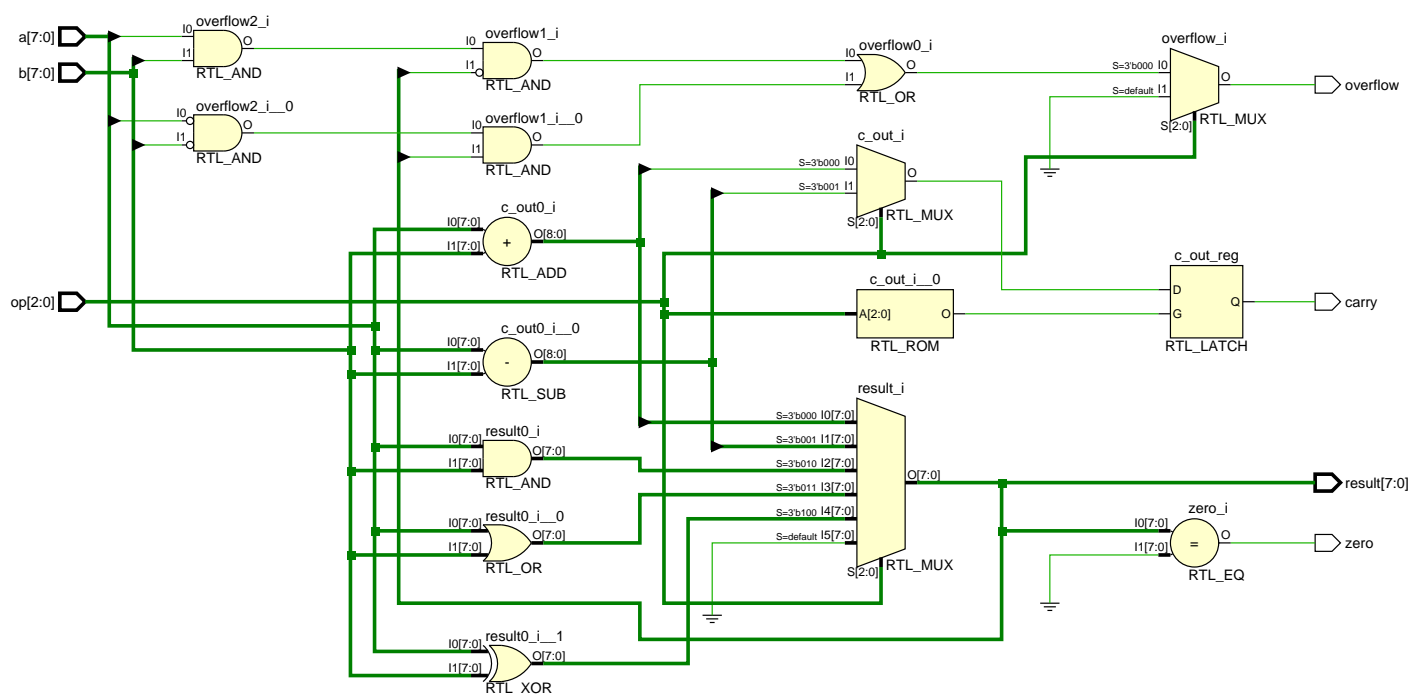 a[7:0]
b[7:0]
op[2:0]
overflow2_i
I0
I1
O
RTL_AND
overflow2_i__0
I0
I1
O
RTL_AND
overflow1_i
I0
I1
O
RTL_AND
overflow1_i__0
I0
I1
O
RTL_AND
overflow0_i
I0
I1
O
RTL_OR
overflow_i
S=3'b000 I0
S=default I1
O
S[2:0]
RTL_MUX
overflow
c_out_i
S=3'b000 I0
S=3'b001 I1
O
S[2:0]
RTL_MUX
c_out0_i
I0[7:0]
I1[7:0]
+
O[8:0]
RTL_ADD
c_out_i__0
A[2:0]
O
RTL_ROM
c_out_reg
D
G
Q
RTL_LATCH
carry
c_out0_i__0
I0[7:0]
I1[7:0]
-
O[8:0]
RTL_SUB
result0_i
I0[7:0]
I1[7:0]
O[7:0]
RTL_AND
result0_i__0
I0[7:0]
I1[7:0]
O[7:0]
RTL_OR
result0_i__1
I0[7:0]
I1[7:0]
O[7:0]
RTL_XOR
result_i
S=3'b000 I0[7:0]
S=3'b001 I1[7:0]
S=3'b010 I2[7:0]
S=3'b011 I3[7:0]
S=3'b100 I4[7:0]
S=default I5[7:0]
O[7:0]
S[2:0]
RTL_MUX
result[7:0]
zero_i
I0[7:0]
I1[7:0]
=
O
RTL_EQ
zero